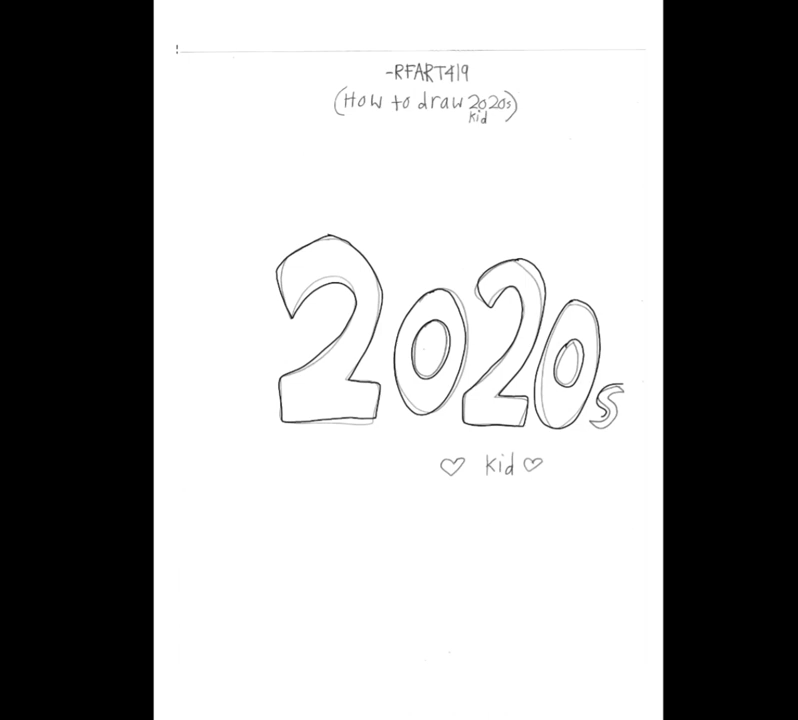 -RFART419
(How to draw 2020s
kid)
2020s
♡ kid ♡